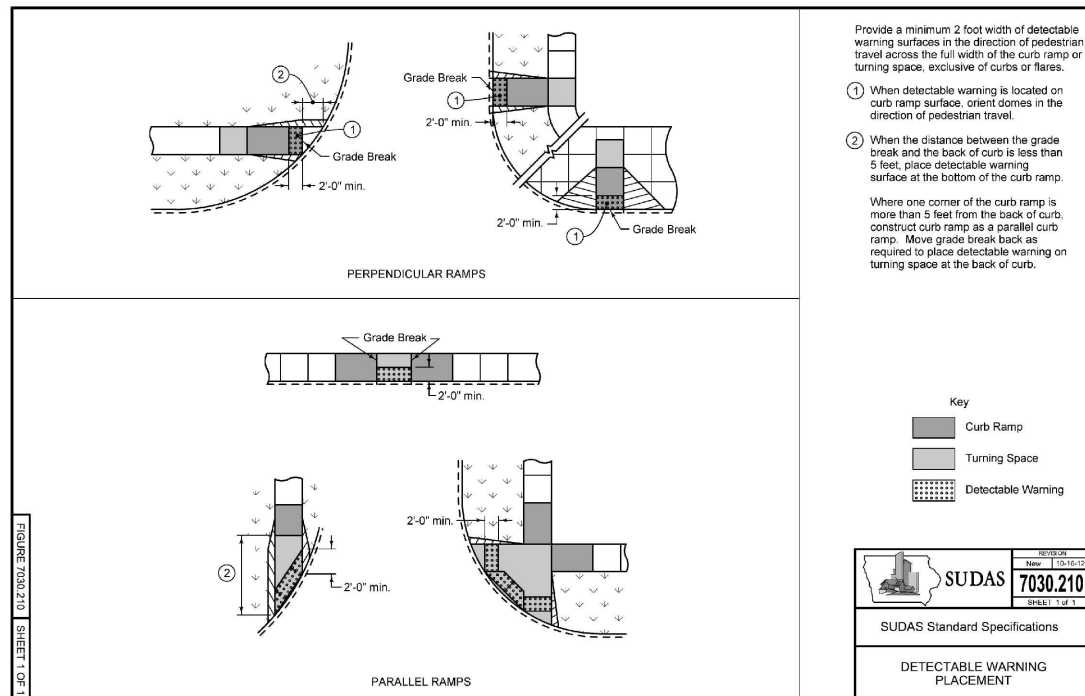 ②
①
Grade Break
2'-0" min.
Grade Break
①
2'-0" min.
2'-0" min.
①
Grade Break
PERPENDICULAR RAMPS
Grade Break
2'-0" min.
②
2'-0" min.
2'-0" min.
PARALLEL RAMPS
FIGURE 7030.210
SHEET 1 OF 1
Provide a minimum 2 foot width of detectable
warning surfaces in the direction of pedestrian
travel across the full width of the curb ramp or
turning space, exclusive of curbs or flares.
① When detectable warning is located on
curb ramp surface, orient domes in the
direction of pedestrian travel.
② When the distance between the grade
break and the back of curb is less than
5 feet, place detectable warning
surface at the bottom of the curb ramp.
Where one corner of the curb ramp is
more than 5 feet from the back of curb,
construct curb ramp as a parallel curb
ramp. Move grade break back as
required to place detectable warning on
turning space at the back of curb.
Key
Curb Ramp
Turning Space
Detectable Warning
SUDAS
REVISION
New 10-16-12
7030.210
SHEET 1 of 1
SUDAS Standard Specifications
DETECTABLE WARNING
PLACEMENT